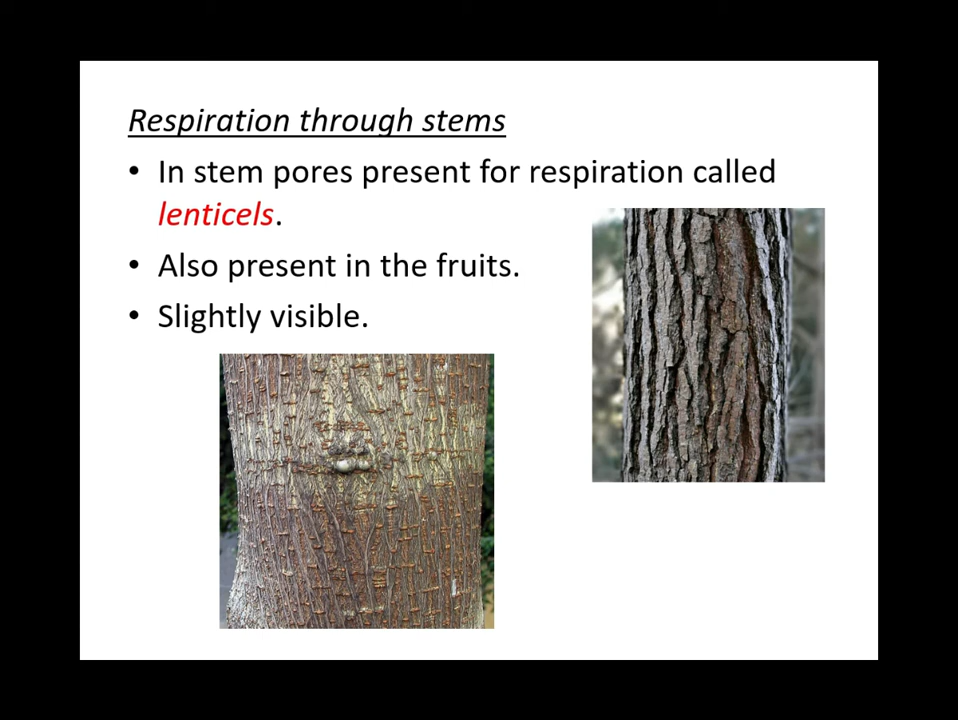 Respiration through stems
• In stem pores present for respiration called
lenticels.
• Also present in the fruits.
• Slightly visible.